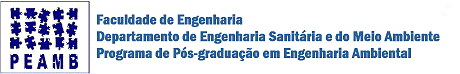 PEAMB
Faculdade de Engenharia
Departamento de Engenharia Sanitária e do Meio Ambiente
Programa de Pós-graduação em Engenharia Ambiental